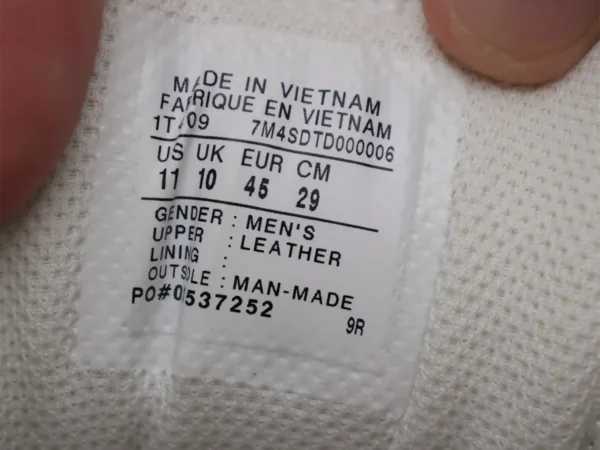 MADE IN VIETNAM
FABRIQUE EN VIETNAM
7M4SDTD000006
US UK EUR CM
11 10 45 29
GENDER : MEN'S
UPPER : LEATHER
LINING :
OUTSOLE : MAN-MADE
9R